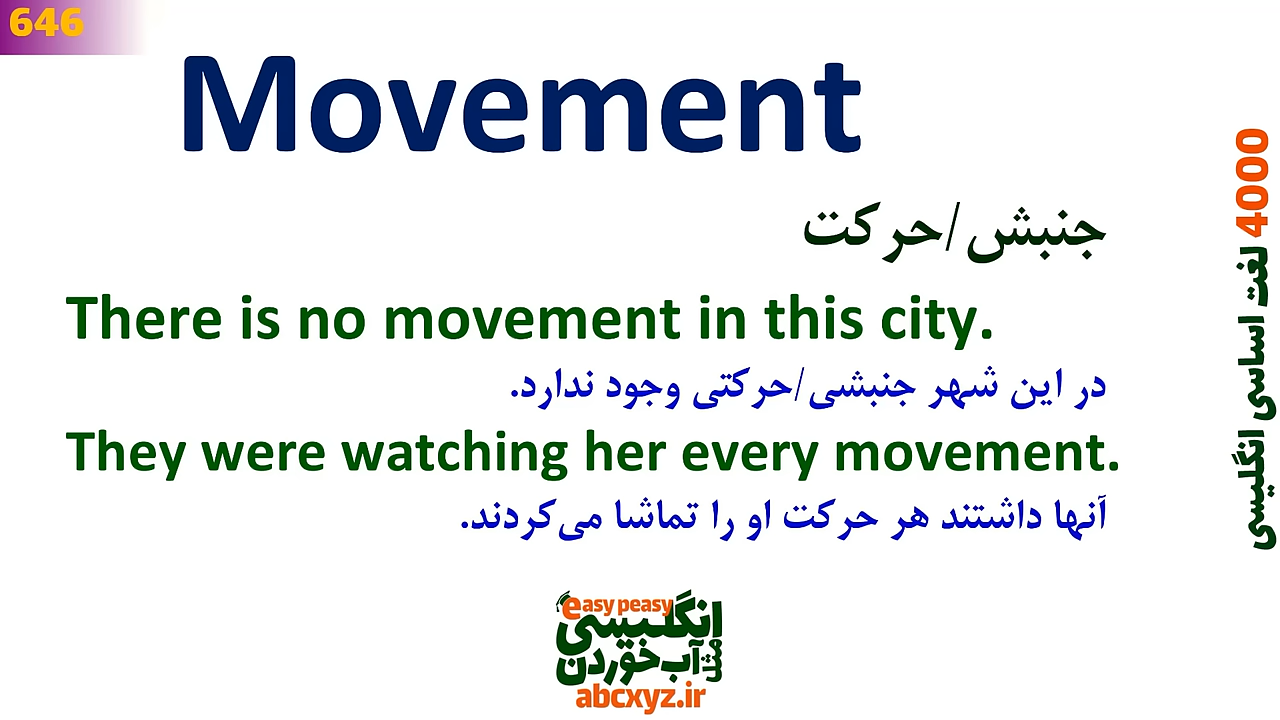 646
Movement
جنبش/حرکت
There is no movement in this city.
در این شهر جنبشی/حرکتی وجود ندارد.
They were watching her every movement.
آنها داشتند هر حرکت او را تماشا می‌کردند.
4000 لغت اساسی انگلیسی
easy peasy
انگلیسی
مثل آب خوردن
abcxyz.ir